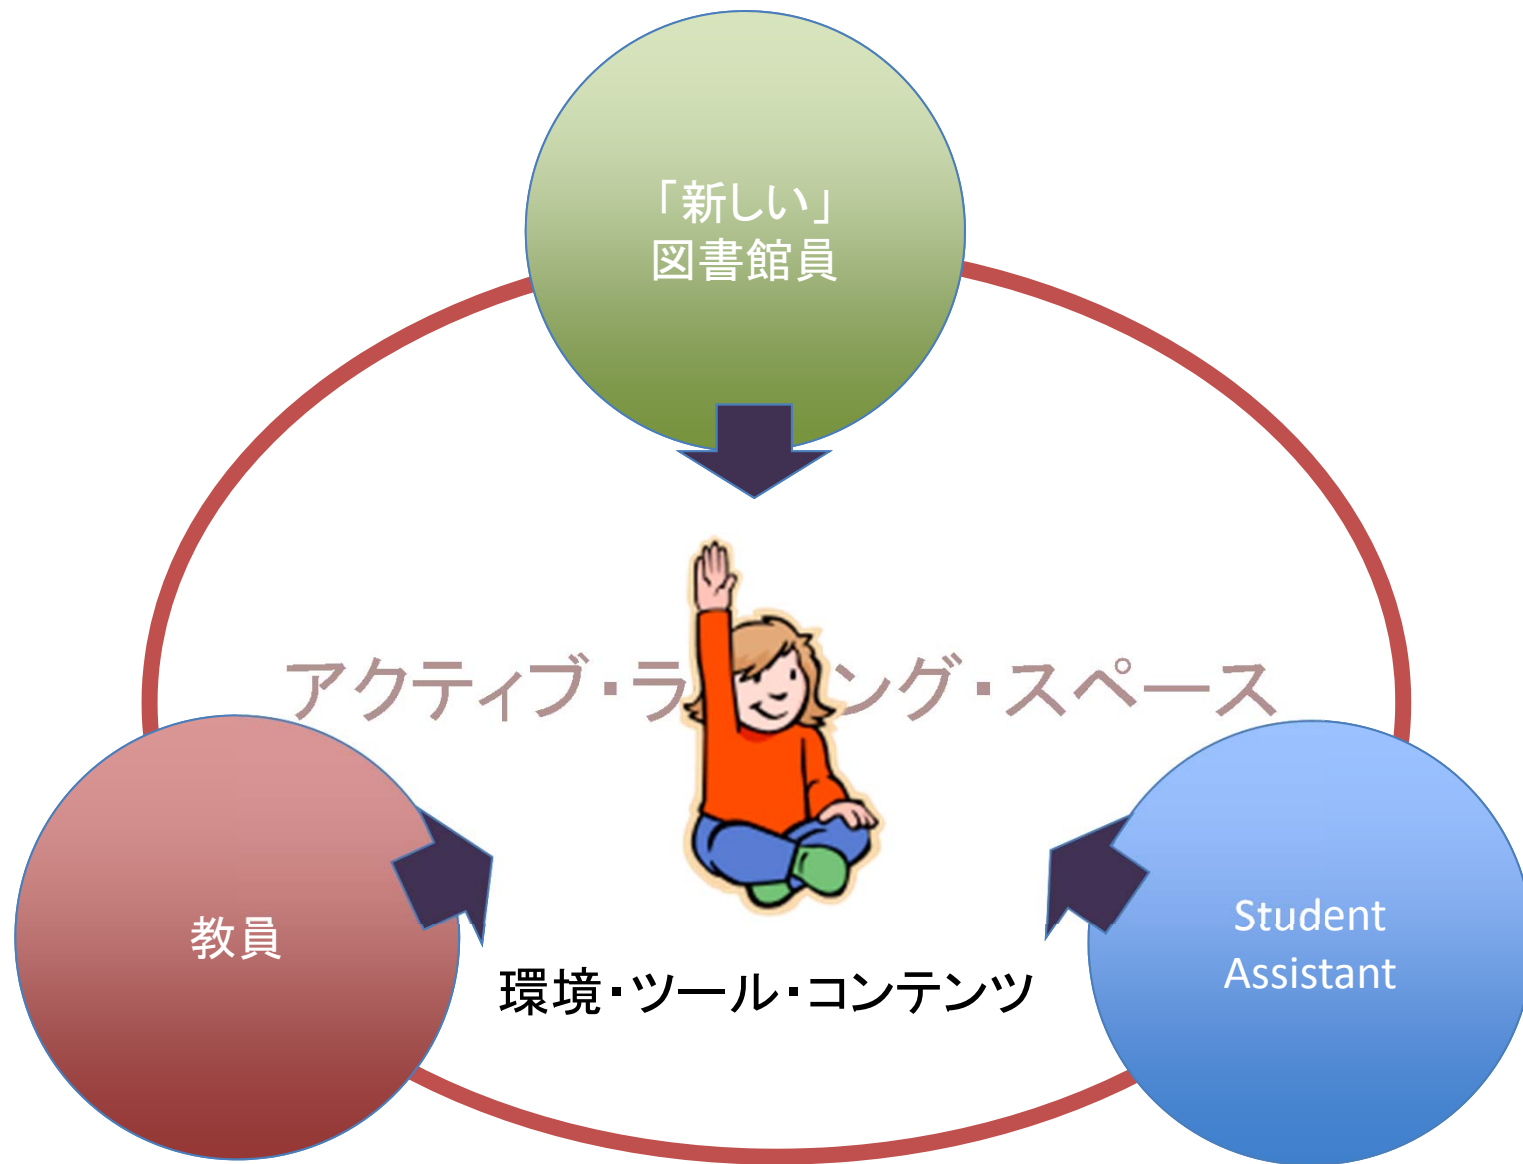 「新しい」
図書館員
アクティブ・ラ ング・スペース
教員
Student
Assistant
環境・ツール・コンテンツ